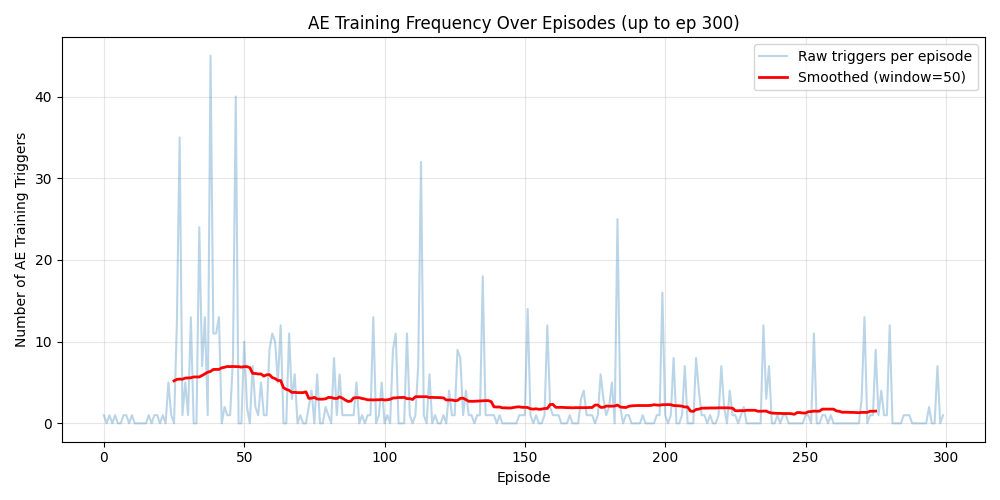 AE Training Frequency Over Episodes (up to ep 300)
Raw triggers per episode
Smoothed (window=50)
Number of AE Training Triggers
40
30
20
10
0
0 50 100 150 200 250 300
Episode